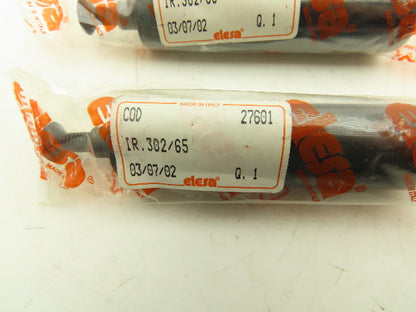 IR.302/65
03/07/02 Q. 1
elesa
MADE IN ITALY
COD 27601
IR.302/65
03/07/02 Q. 1
elesa
elesa